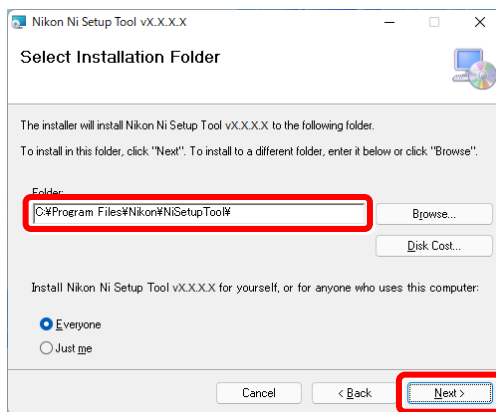 Nikon Ni Setup Tool vX.X.X.X
Select Installation Folder
The installer will install Nikon Ni Setup Tool vX.X.X.X to the following folder.
To install in this folder, click "Next". To install to a different folder, enter it below or click "Browse".
Folder:
C:¥Program Files¥Nikon¥NiSetupTool¥
Browse...
Disk Cost...
Install Nikon Ni Setup Tool vX.X.X.X for yourself, or for anyone who uses this computer:
Everyone
Just me
Cancel
< Back
Next >